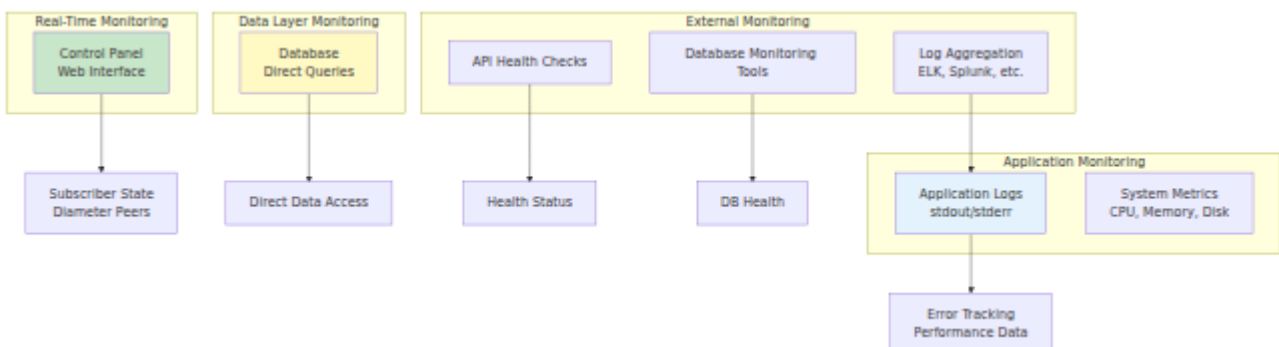 Real-Time Monitoring
Control Panel
Web Interface
Subscriber State
Diameter Peers
Data Layer Monitoring
Database
Direct Queries
Direct Data Access
External Monitoring
API Health Checks
Health Status
Database Monitoring
Tools
DB Health
Log Aggregation
ELK, Splunk, etc.
Application Monitoring
Application Logs
stdout/stderr
System Metrics
CPU, Memory, Disk
Error Tracking
Performance Data